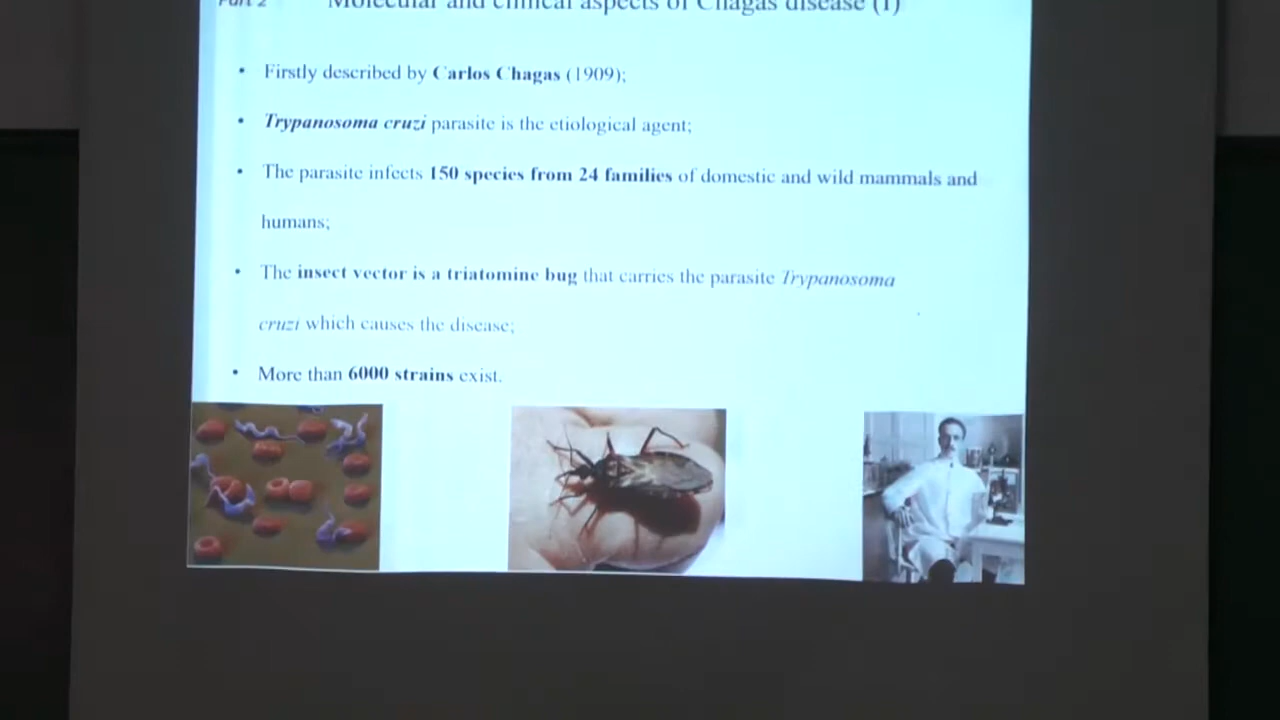 Part 2 Molecular and clinical aspects of Chagas disease (I)
• Firstly described by Carlos Chagas (1909);
• Trypanosoma cruzi parasite is the etiological agent;
• The parasite infects 150 species from 24 families of domestic and wild mammals and
humans;
• The insect vector is a triatomine bug that carries the parasite Trypanosoma
cruzi which causes the disease;
• More than 6000 strains exist.